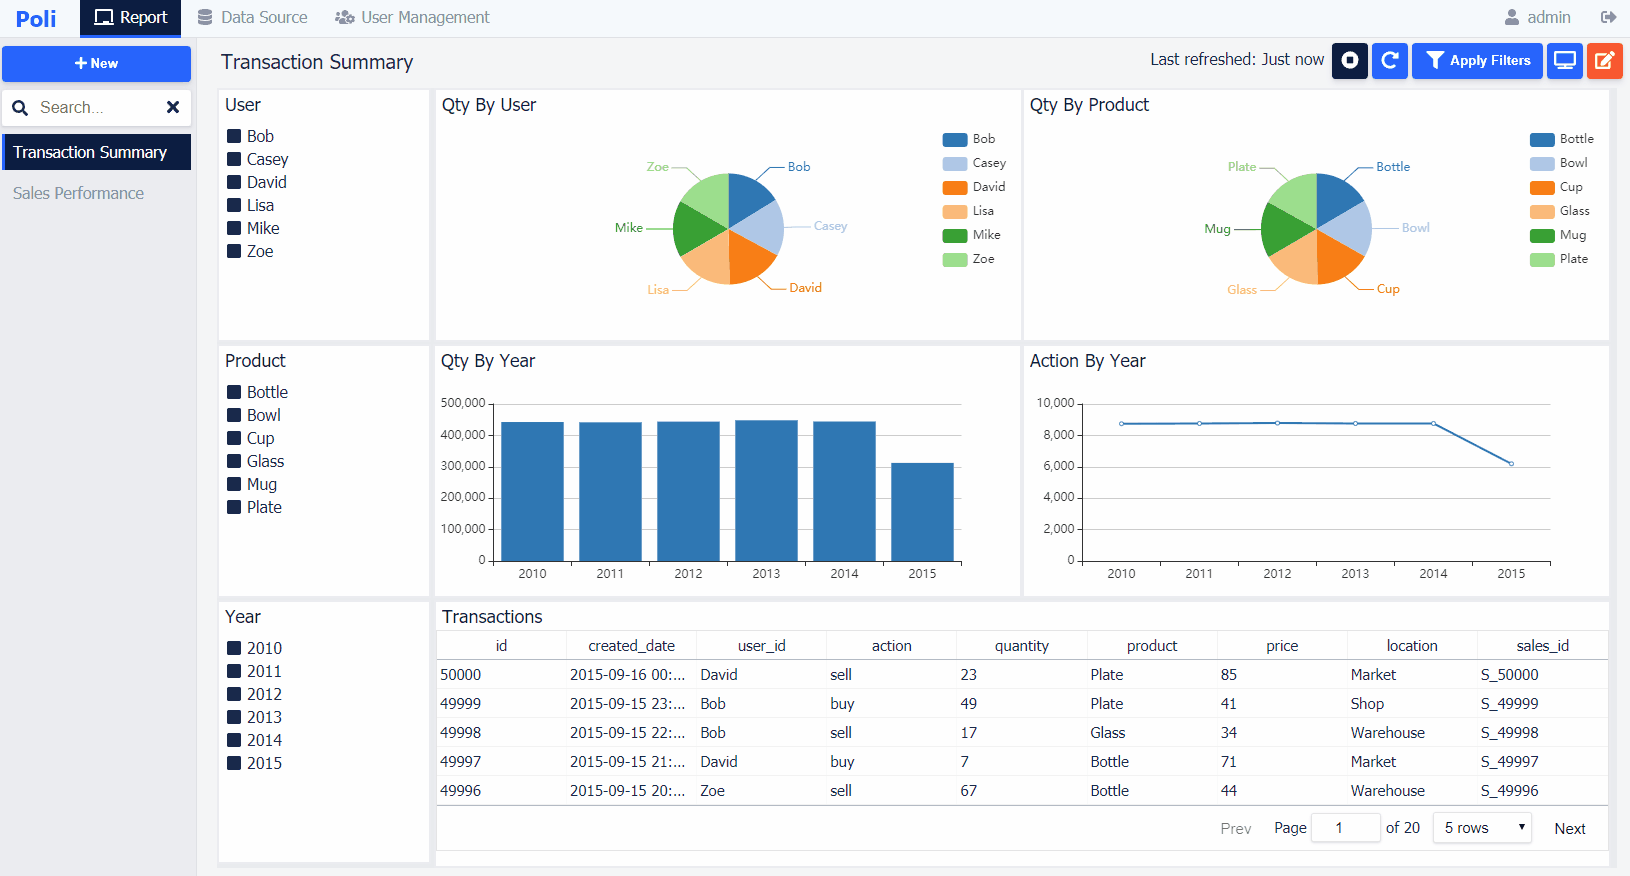 Poli Report Data Source User Management admin
New
Search...
Transaction Summary
Sales Performance
Transaction Summary
Last refreshed: Just now Apply Filters
User
Bob
Casey
David
Lisa
Mike
Zoe
Qty By User
Zoe Bob
Mike Casey
Lisa David
Bob
Casey
David
Lisa
Mike
Zoe
Qty By Product
Plate Bottle
Mug Bowl
Glass Cup
Bottle
Bowl
Cup
Glass
Mug
Plate
Product
Bottle
Bowl
Cup
Glass
Mug
Plate
Qty By Year
500,000
400,000
300,000
200,000
100,000
0
2010 2011 2012 2013 2014 2015
Action By Year
10,000
8,000
6,000
4,000
2,000
0
2010 2011 2012 2013 2014 2015
Year
2010
2011
2012
2013
2014
2015
Transactions
id created_date user_id action quantity product price location sales_id
50000 2015-09-16 00:... David sell 23 Plate 85 Market S_50000
49999 2015-09-15 23:... Bob buy 49 Plate 41 Shop S_49999
49998 2015-09-15 22:... Bob sell 17 Glass 34 Warehouse S_49998
49997 2015-09-15 21:... David buy 7 Bottle 71 Market S_49997
49996 2015-09-15 20:... Zoe sell 67 Bottle 44 Warehouse S_49996
Prev Page 1 of 20 5 rows Next